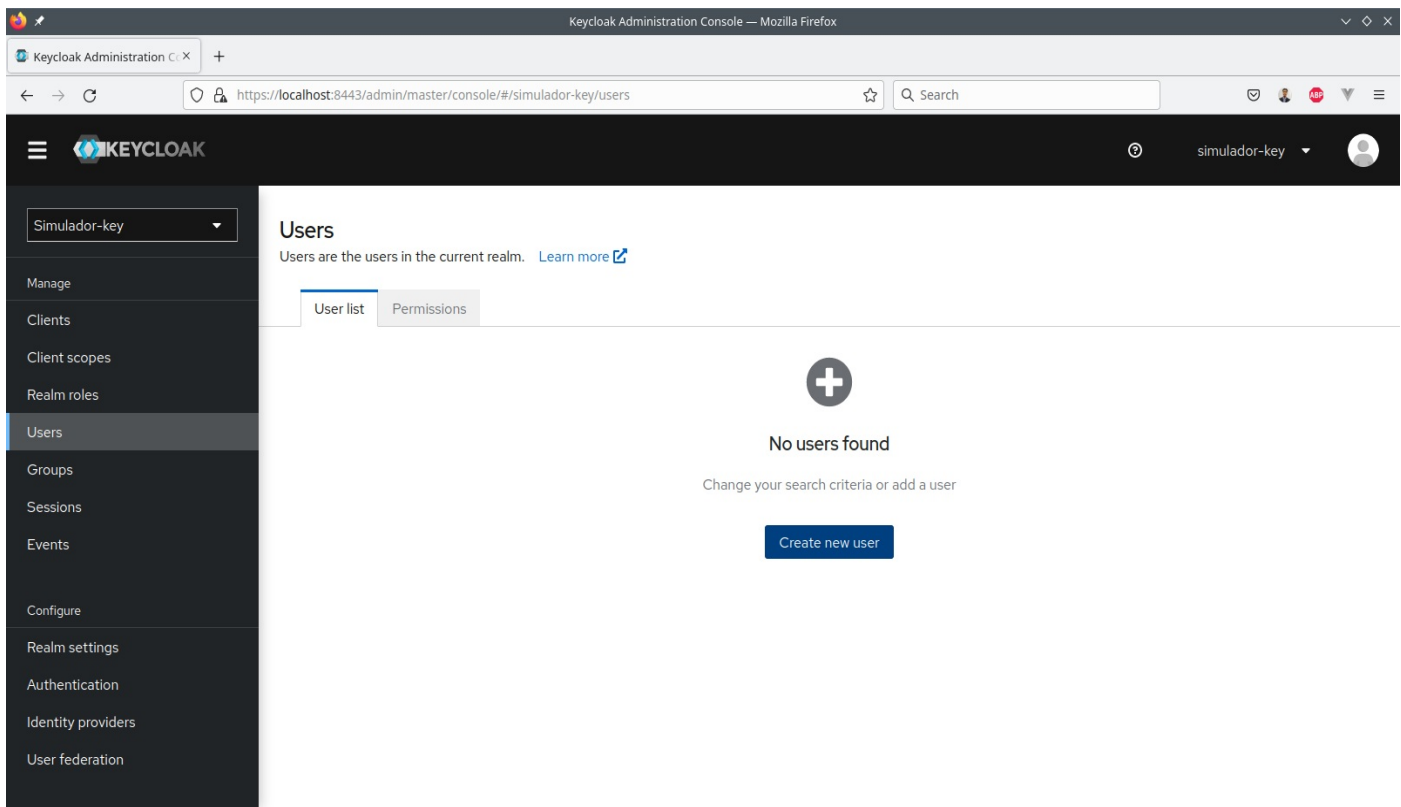 Keycloak Administration Console — Mozilla Firefox
Keycloak Administration Co
https://localhost:8443/admin/master/console/#/simulador-key/users
Search
ABP
KEYCLOAK
simulador-key
Simulador-key
Manage
Clients
Client scopes
Realm roles
Users
Groups
Sessions
Events
Configure
Realm settings
Authentication
Identity providers
User federation
Users
Users are the users in the current realm. Learn more
User list Permissions
No users found
Change your search criteria or add a user
Create new user